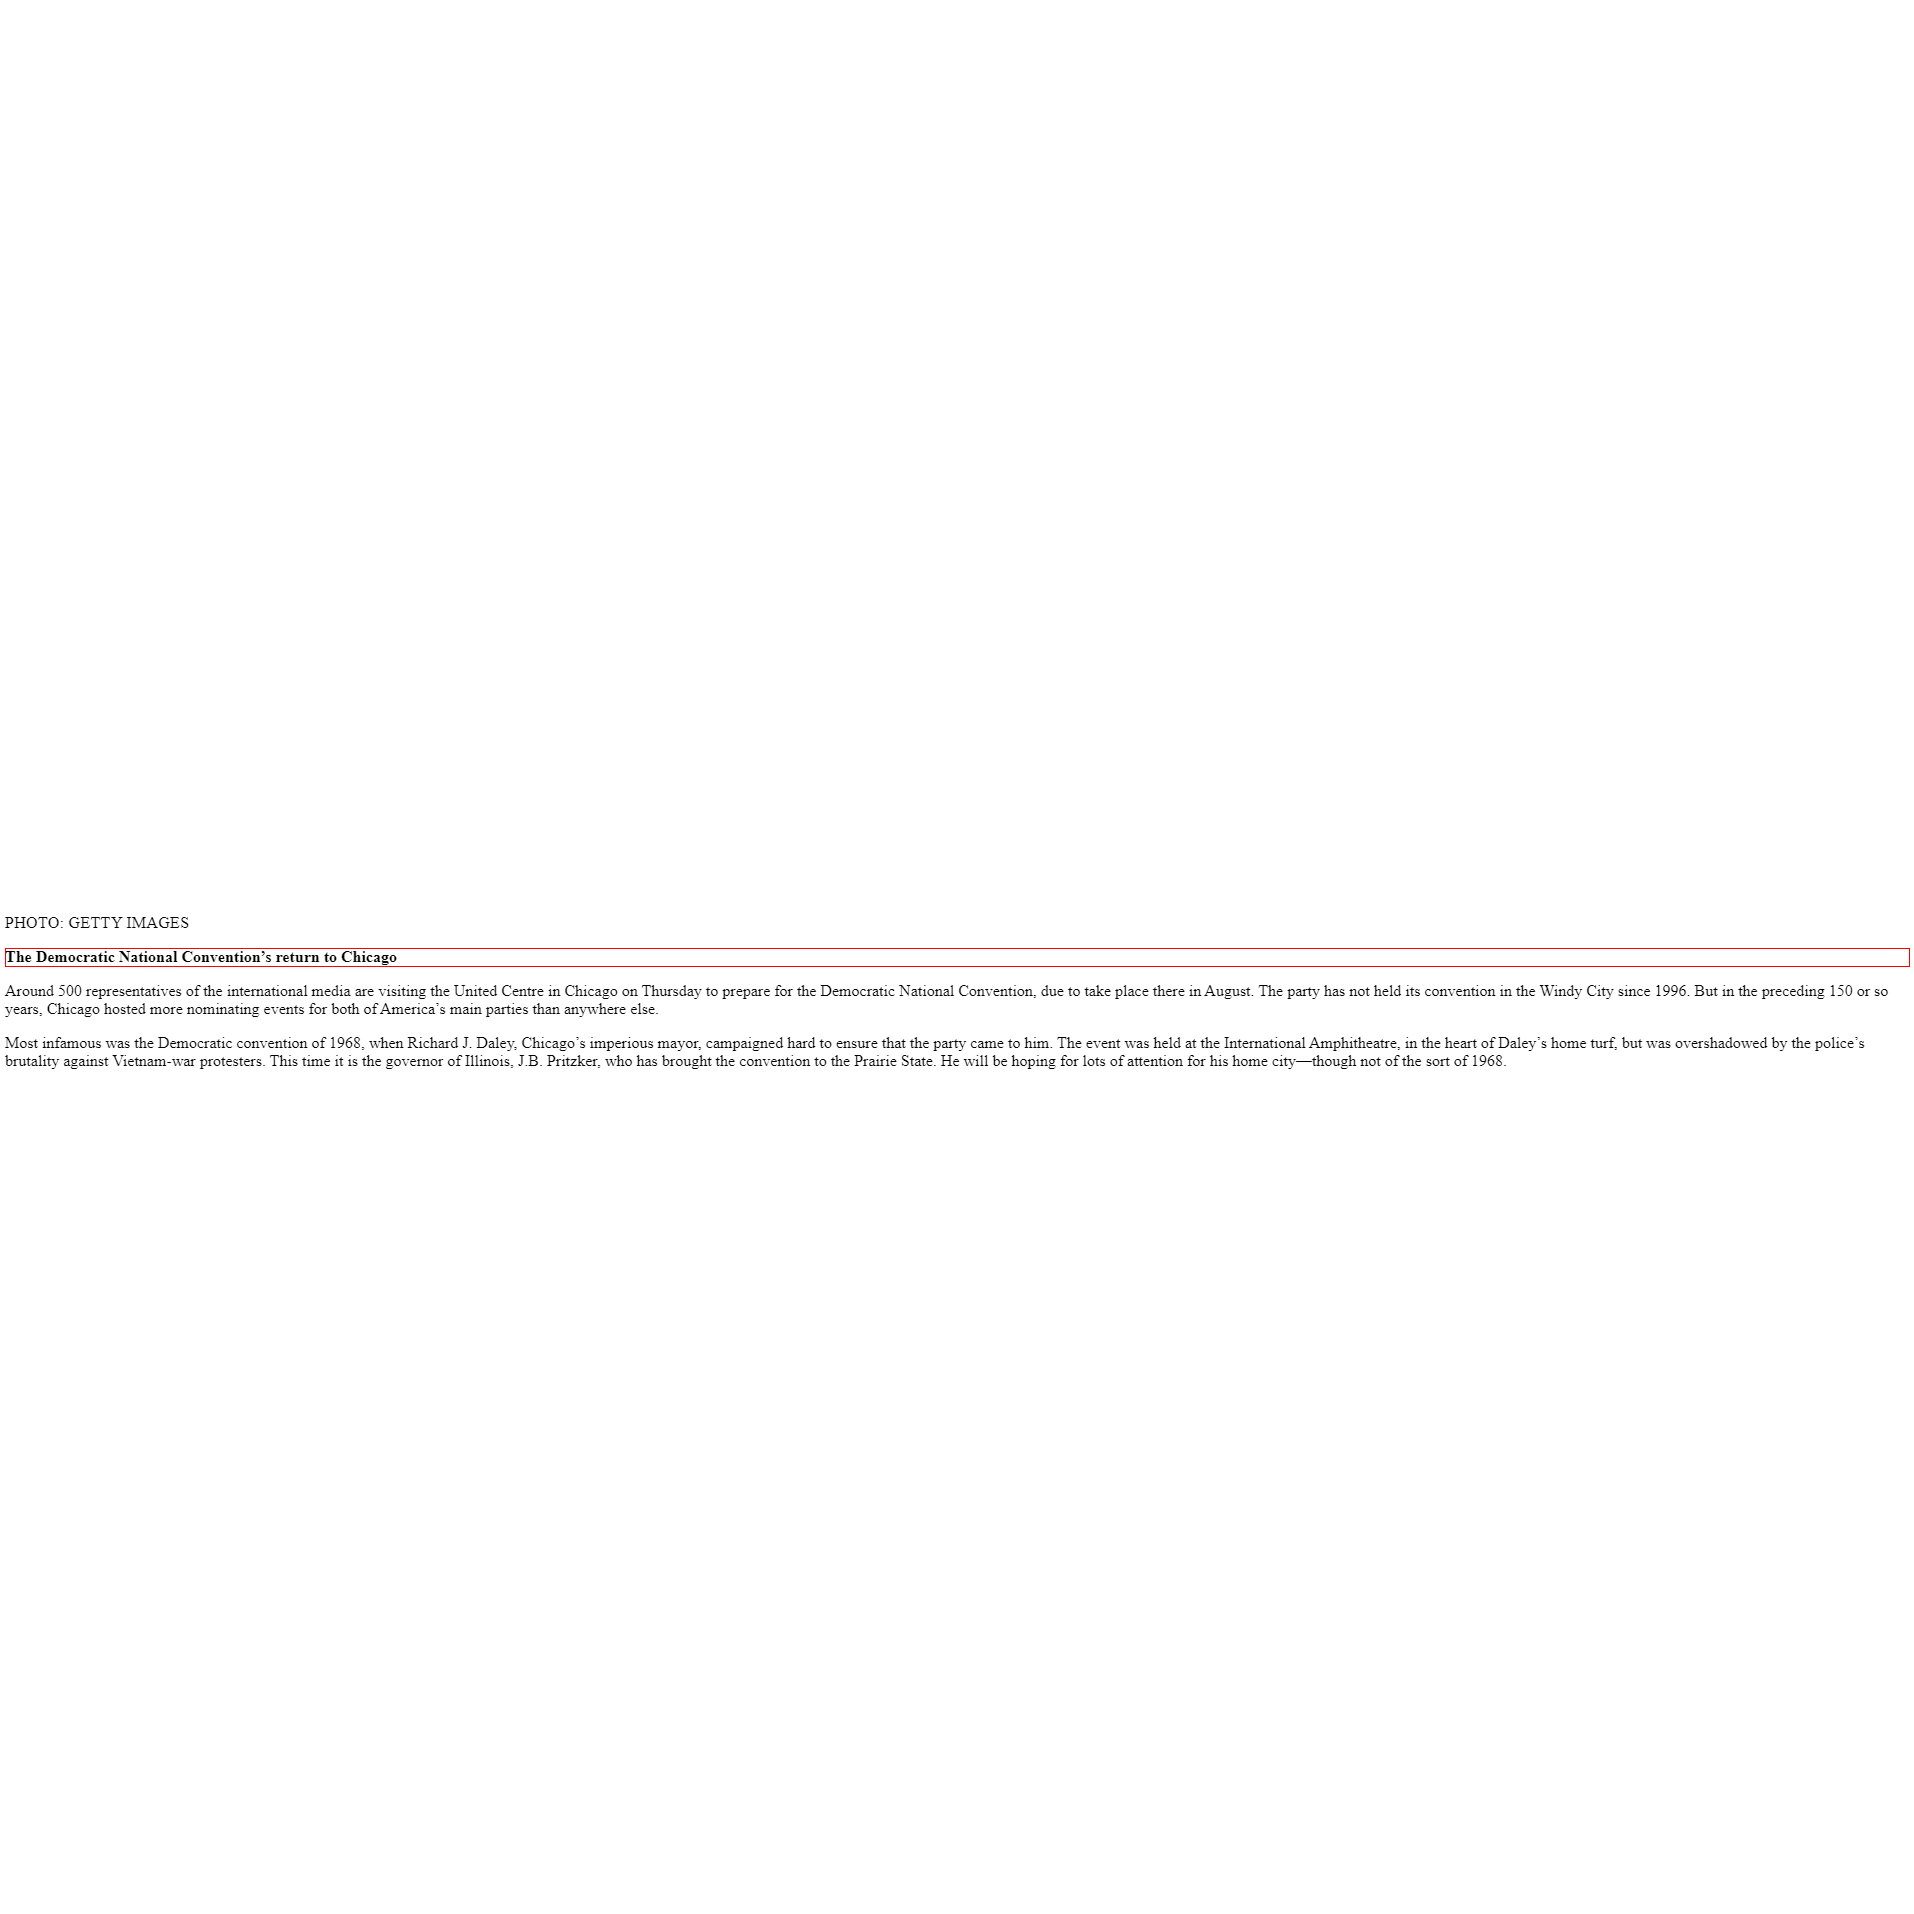 PHOTO: GETTY IMAGES
The Democratic National Convention’s return to Chicago
Around 500 representatives of the international media are visiting the United Centre in Chicago on Thursday to prepare for the Democratic National Convention, due to take place there in August. The party has not held its convention in the Windy City since 1996. But in the preceding 150 or so
years, Chicago hosted more nominating events for both of America’s main parties than anywhere else.
Most infamous was the Democratic convention of 1968, when Richard J. Daley, Chicago’s imperious mayor, campaigned hard to ensure that the party came to him. The event was held at the International Amphitheatre, in the heart of Daley’s home turf, but was overshadowed by the police’s
brutality against Vietnam-war protesters. This time it is the governor of Illinois, J.B. Pritzker, who has brought the convention to the Prairie State. He will be hoping for lots of attention for his home city—though not of the sort of 1968.